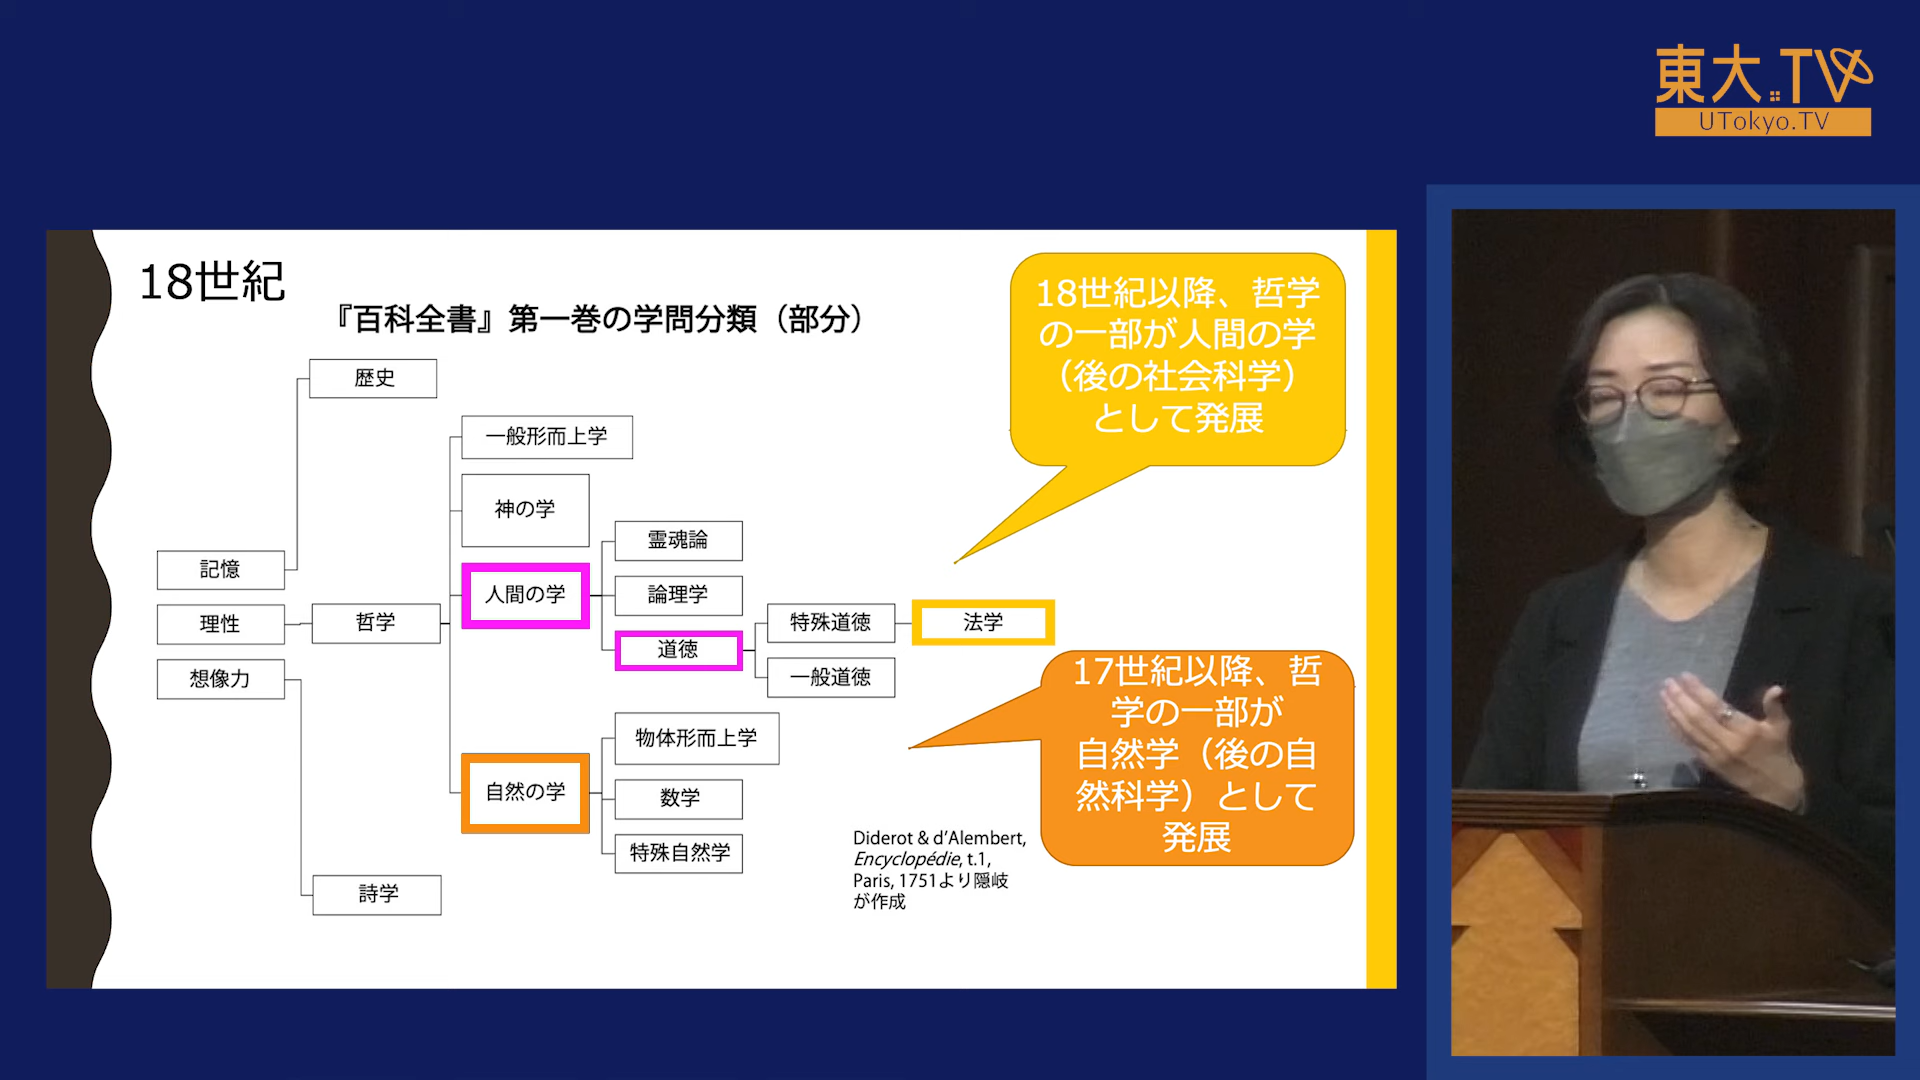 東大.TV
UTokyo.TV
18世紀
『百科全書』第一巻の学問分類（部分）
18世紀以降、哲学
の一部が人間の学
（後の社会科学）
として発展
歴史
一般形而上学
神の学
霊魂論
記憶
人間の学
論理学
理性
哲学
特殊道徳
法学
道徳
想像力
一般道徳
17世紀以降、哲
学の一部が
自然学（後の自
然科学）として
発展
物体形而上学
自然の学
数学
特殊自然学
詩学
Diderot & d’Alembert,
Encyclopédie, t.1,
Paris, 1751より隠岐
が作成